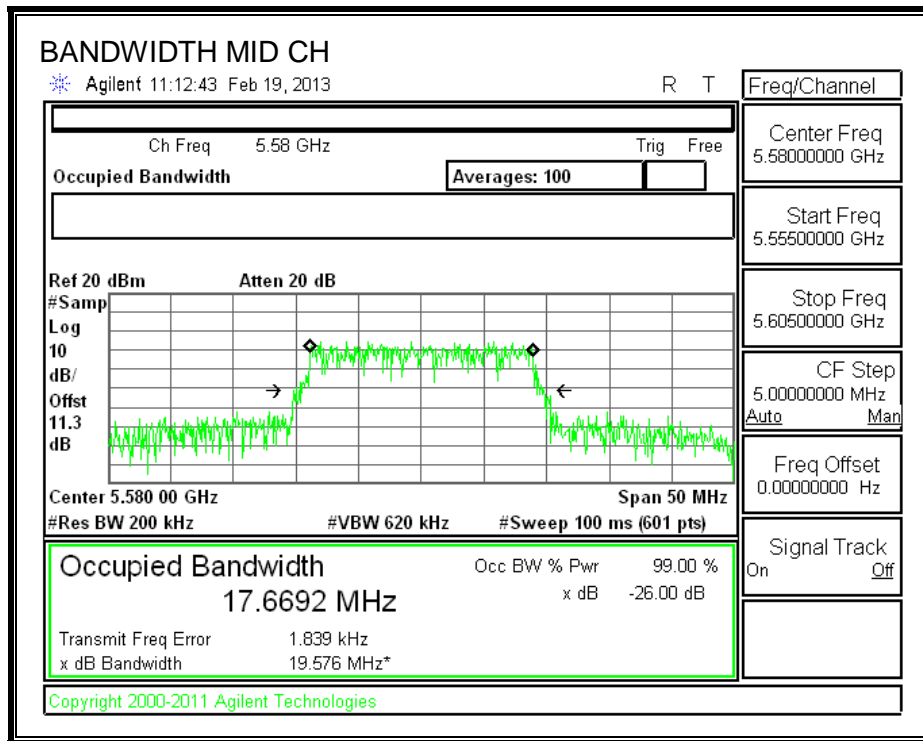 BANDWIDTH MID CH
Agilent 11:12:43 Feb 19, 2013 R T
Freq/Channel
Ch Freq 5.58 GHz Trig Free
Occupied Bandwidth Averages: 100
Ref 20 dBm Atten 20 dB
#Samp
Log
10
dB/
Offst
11.3
dB
Center 5.580 00 GHz Span 50 MHz
#Res BW 200 kHz #VBW 620 kHz #Sweep 100 ms (601 pts)
Occupied Bandwidth Occ BW % Pwr 99.00 %
17.6692 MHz x dB -26.00 dB
Transmit Freq Error 1.839 kHz
x dB Bandwidth 19.576 MHz*
Copyright 2000-2011 Agilent Technologies
Center Freq
5.58000000 GHz
Start Freq
5.55500000 GHz
Stop Freq
5.60500000 GHz
CF Step
5.00000000 MHz
Auto Man
Freq Offset
0.00000000 Hz
Signal Track
On Off